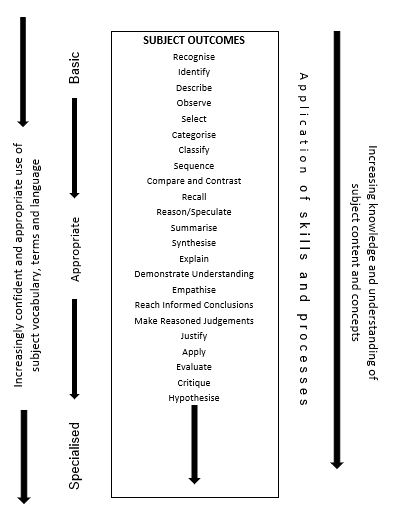 SUBJECT OUTCOMES
Recognise
Identify
Describe
Observe
Select
Categorise
Classify
Sequence
Compare and Contrast
Recall
Reason/Speculate
Summarise
Synthesise
Explain
Demonstrate Understanding
Empathise
Reach Informed Conclusions
Make Reasoned Judgements
Justify
Apply
Evaluate
Critique
Hypothesise
Increasingly confident and appropriate use of
subject vocabulary, terms and language
Basic
Appropriate
Specialised
Application of skills and processes
Increasing knowledge and understanding of
subject content and concepts